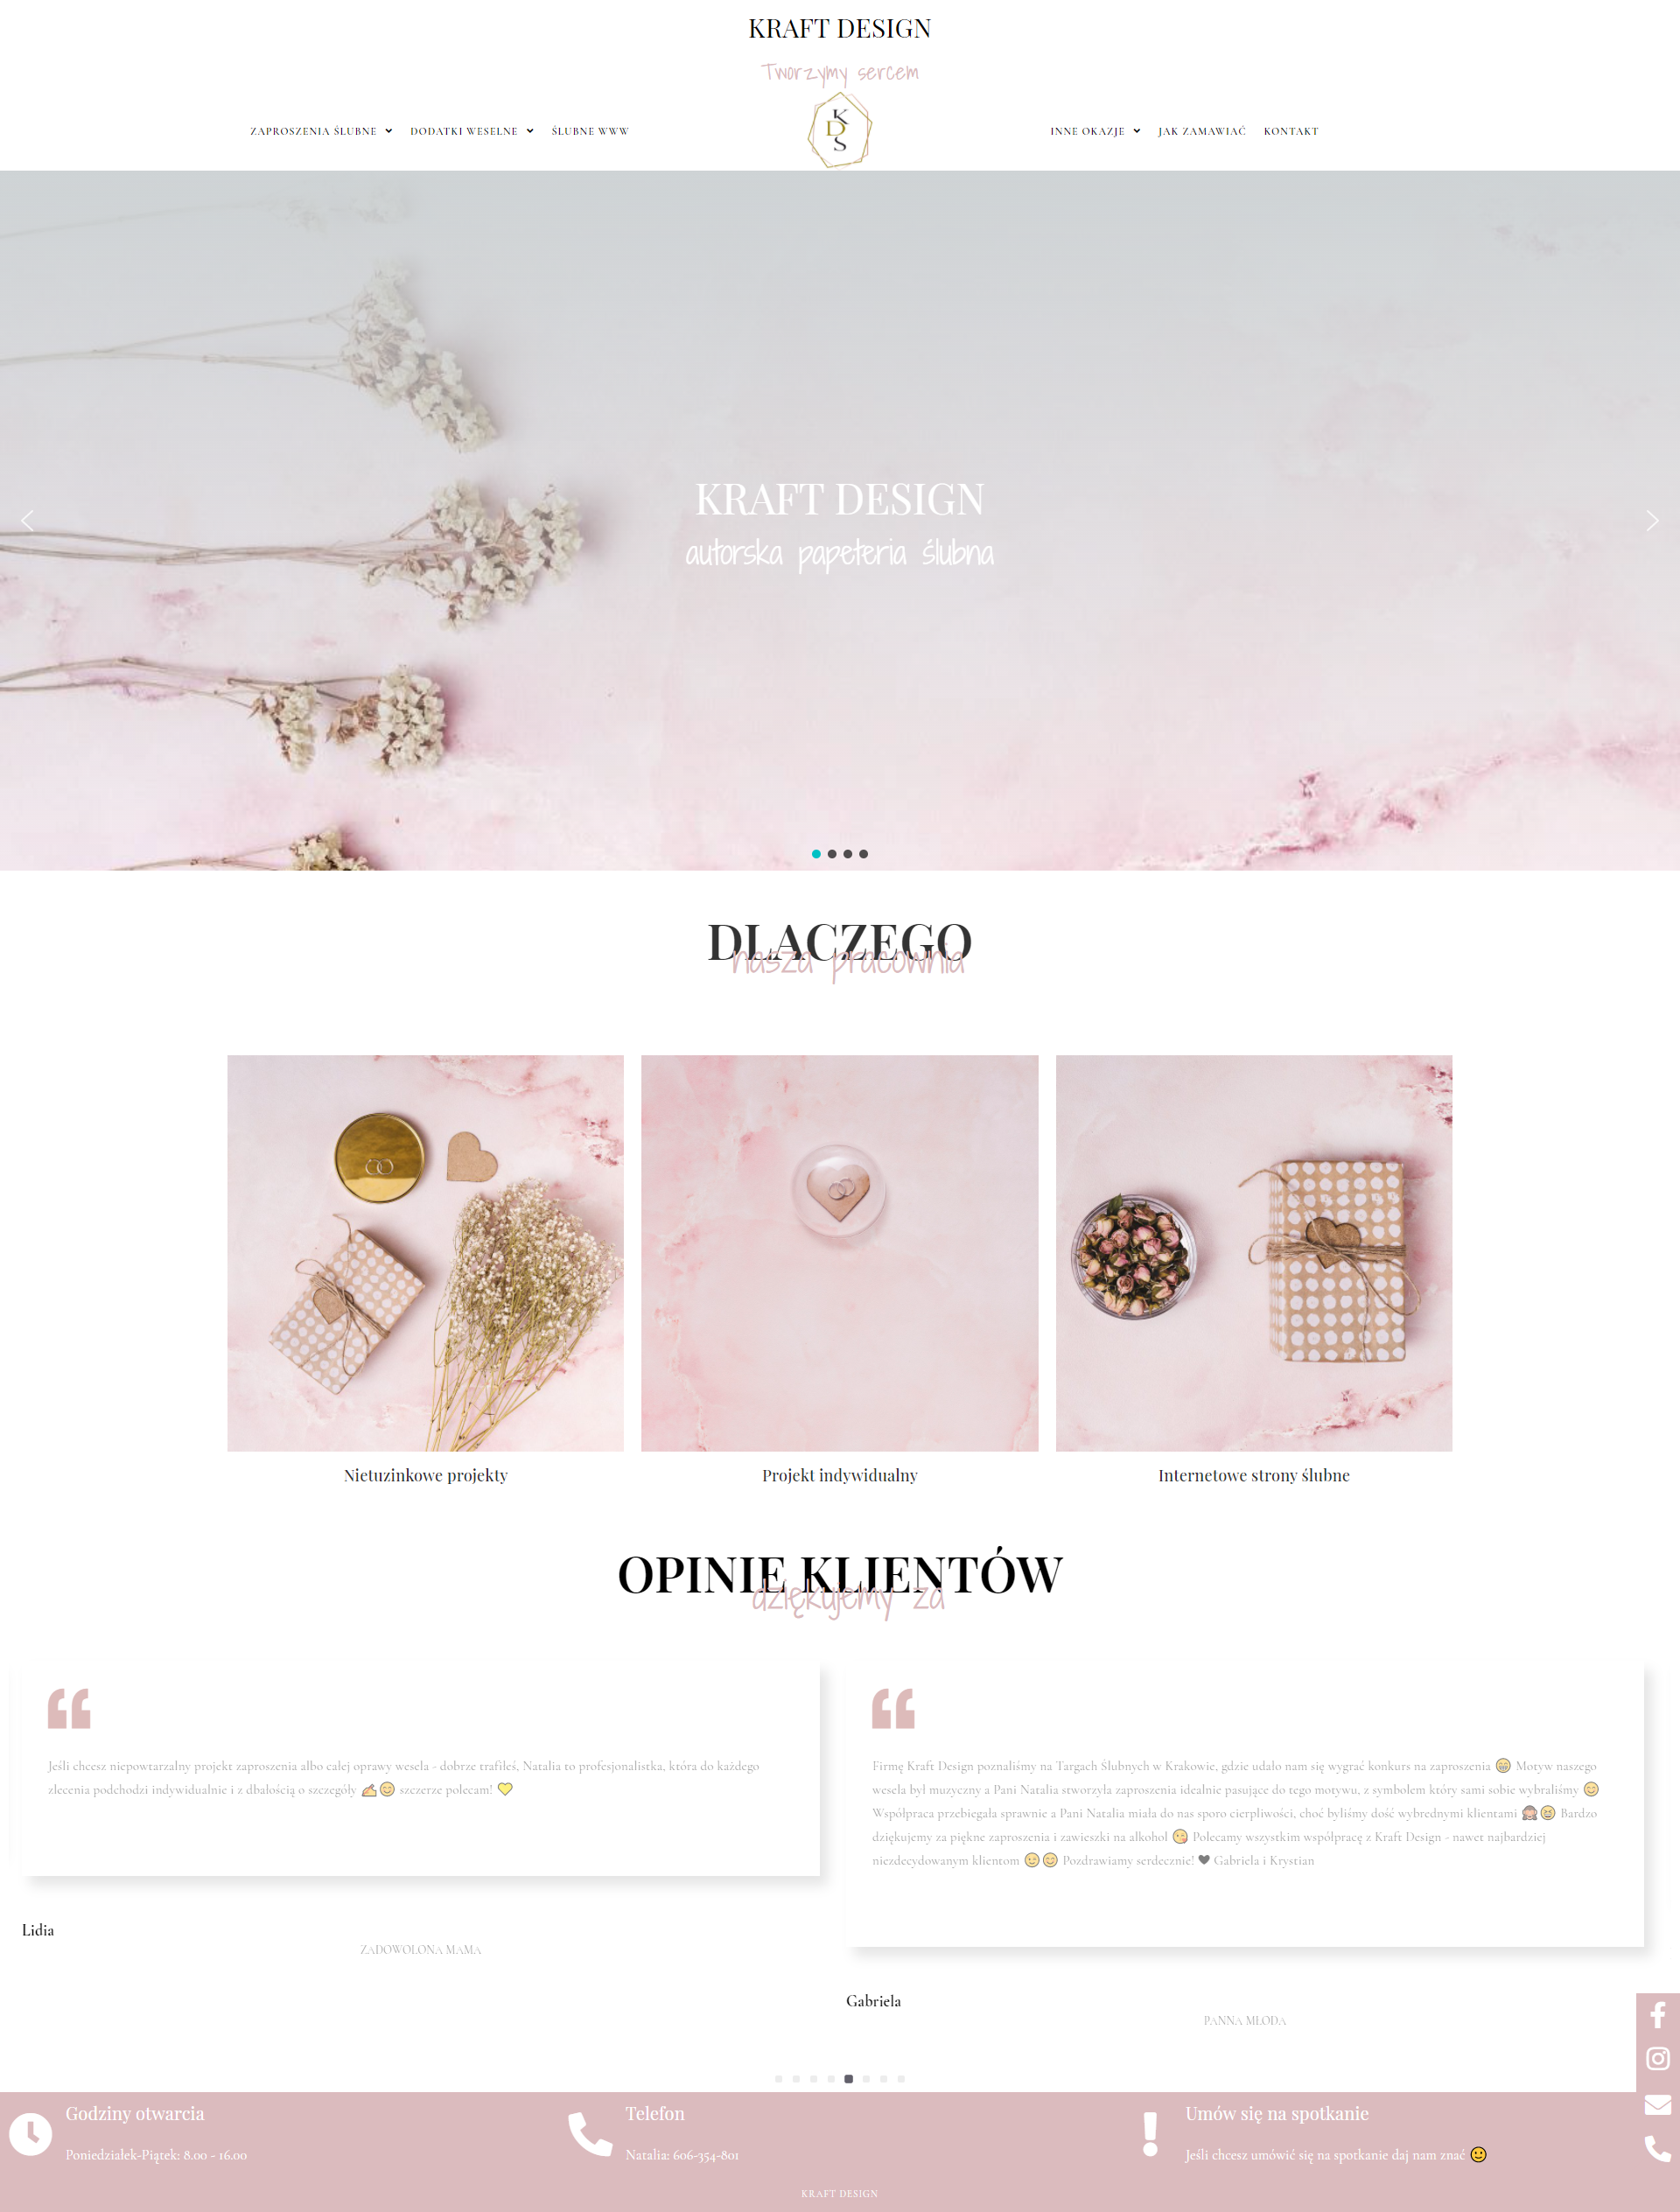 KRAFT DESIGN
Tworzymy sercem
ZAPROSZENIA ŚLUBNE
DODATKI WESELNE
ŚLUBNE WWW
K
D
S
INNE OKAZJE
JAK ZAMAWIAĆ
KONTAKT
KRAFT DESIGN
autorska papeteria ślubna
DLACZEGO
nasza pracownia
Nietuzinkowe projekty
Projekt indywidualny
Internetowe strony ślubne
OPINIE KLIENTÓW
dziękujemy za
Jeśli chcesz niepowtarzalny projekt zaproszenia albo całej oprawy wesela - dobrze trafiłeś, Natalia to profesjonalistka, która do każdego
zlecenia podchodzi indywidualnie i z dbałością o szczegóły ✍😊 szczerze polecam! 💛
Lidia
ZADOWOLONA MAMA
Firmę Kraft Design poznaliśmy na Targach Ślubnych w Krakowie, gdzie udało nam się wygrać konkurs na zaproszenia 😁 Motyw naszego
wesela był muzyczny a Pani Natalia stworzyła zaproszenia idealnie pasujące do tego motywu, z symbolem który sami sobie wybraliśmy 😊
Współpraca przebiegała sprawnie a Pani Natalia miała do nas sporo cierpliwości, choć byliśmy dość wybrednymi klientami 🙈😆 Bardzo
dziękujemy za piękne zaproszenia i zawieszki na alkohol 😘 Polecamy wszystkim współpracę z Kraft Design - nawet najbardziej
niezdecydowanym klientom 😉😊 Pozdrawiamy serdecznie! ♥ Gabriela i Krystian
Gabriela
PANNA MŁODA
Godziny otwarcia
Poniedziałek-Piątek: 8.00 - 16.00
Telefon
Natalia: 606-354-801
Umów się na spotkanie
Jeśli chcesz umówić się na spotkanie daj nam znać 🙂
KRAFT DESIGN